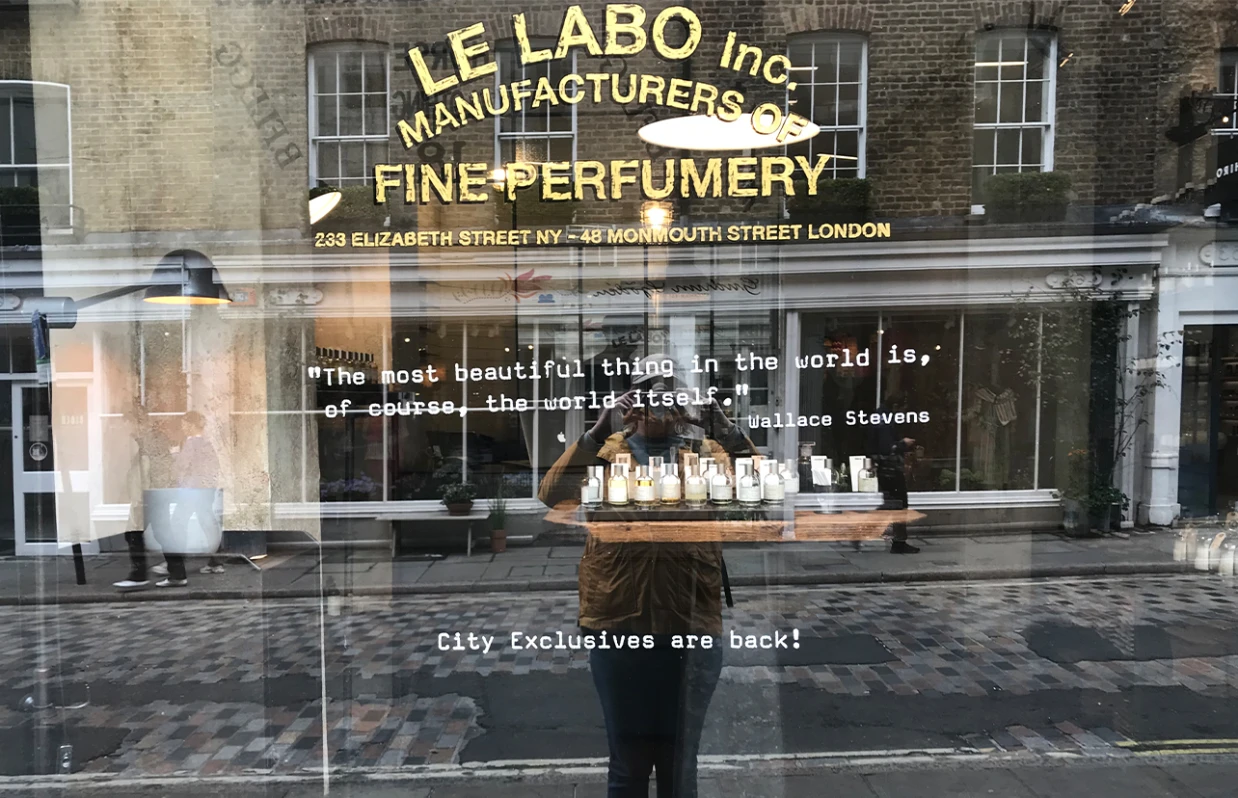 LE LABO Inc.
MANUFACTURERS OF
FINE PERFUMERY
233 ELIZABETH STREET NY - 48 MONMOUTH STREET LONDON
"The most beautiful thing in the world is,
of course, the world itself."
Wallace Stevens
City Exclusives are back!